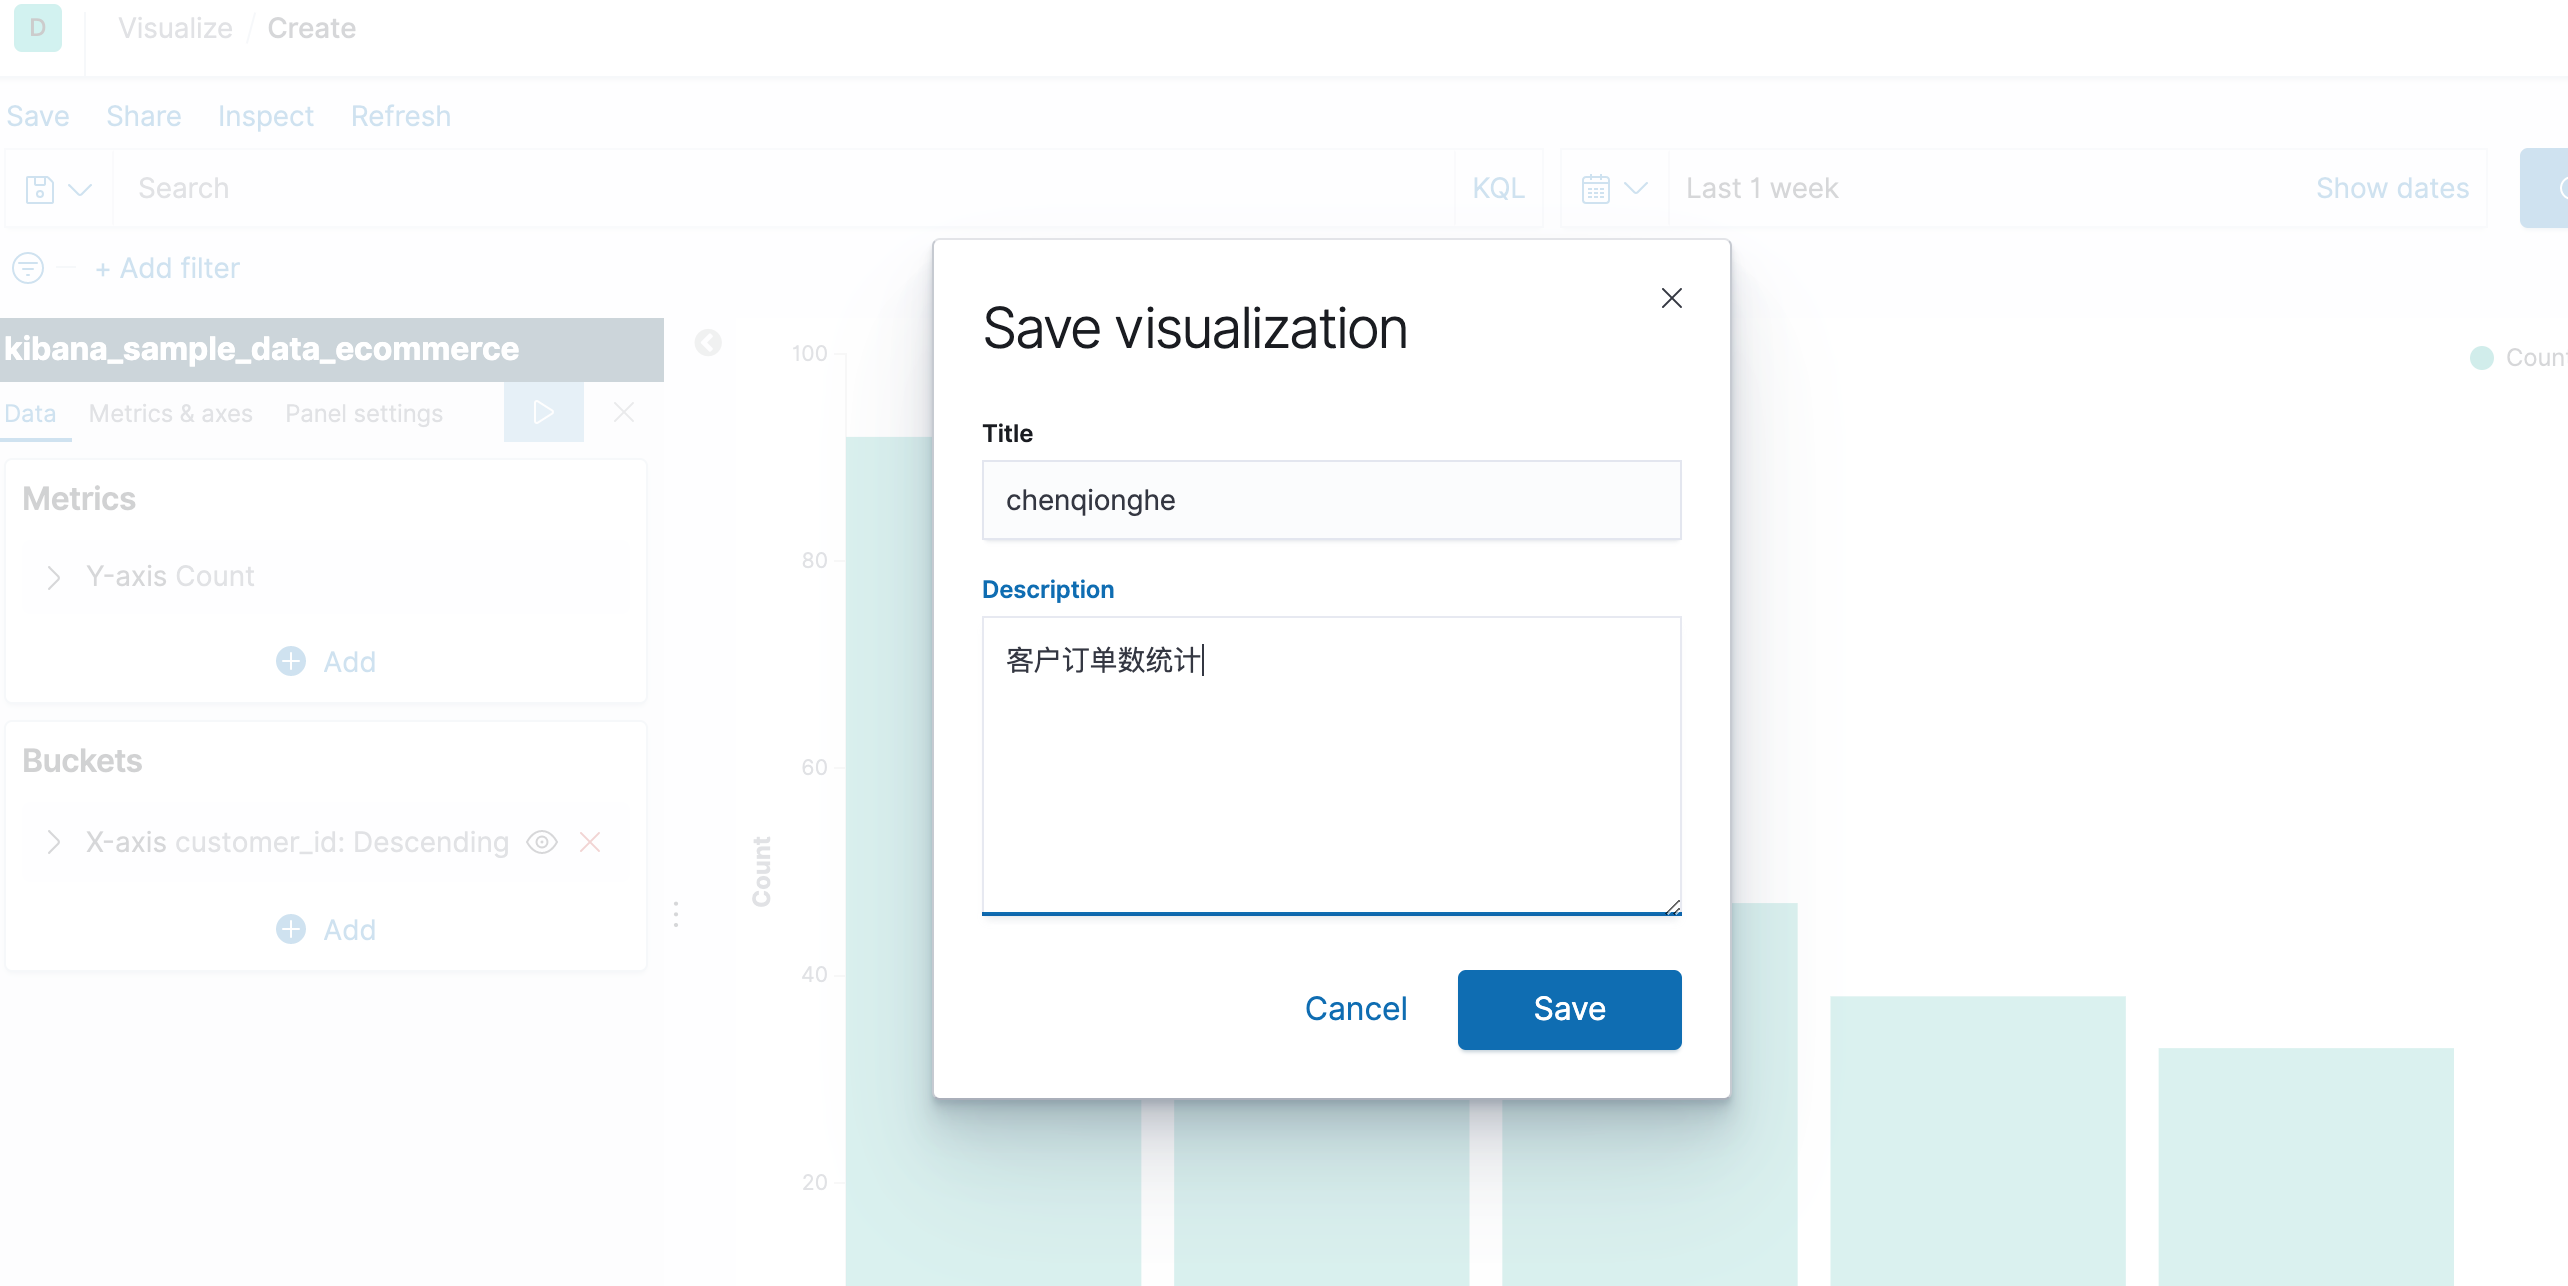 D
Visualize / Create
Save Share Inspect Refresh
Search KQL Last 1 week Show dates
+ Add filter
kibana_sample_data_ecommerce
Data Metrics & axes Panel settings
Metrics
Y-axis Count
Add
Buckets
X-axis customer_id: Descending
Add
Save visualization
Title
chenqionghe
Description
客户订单数统计
Cancel Save
100
80
60
40
20
Count